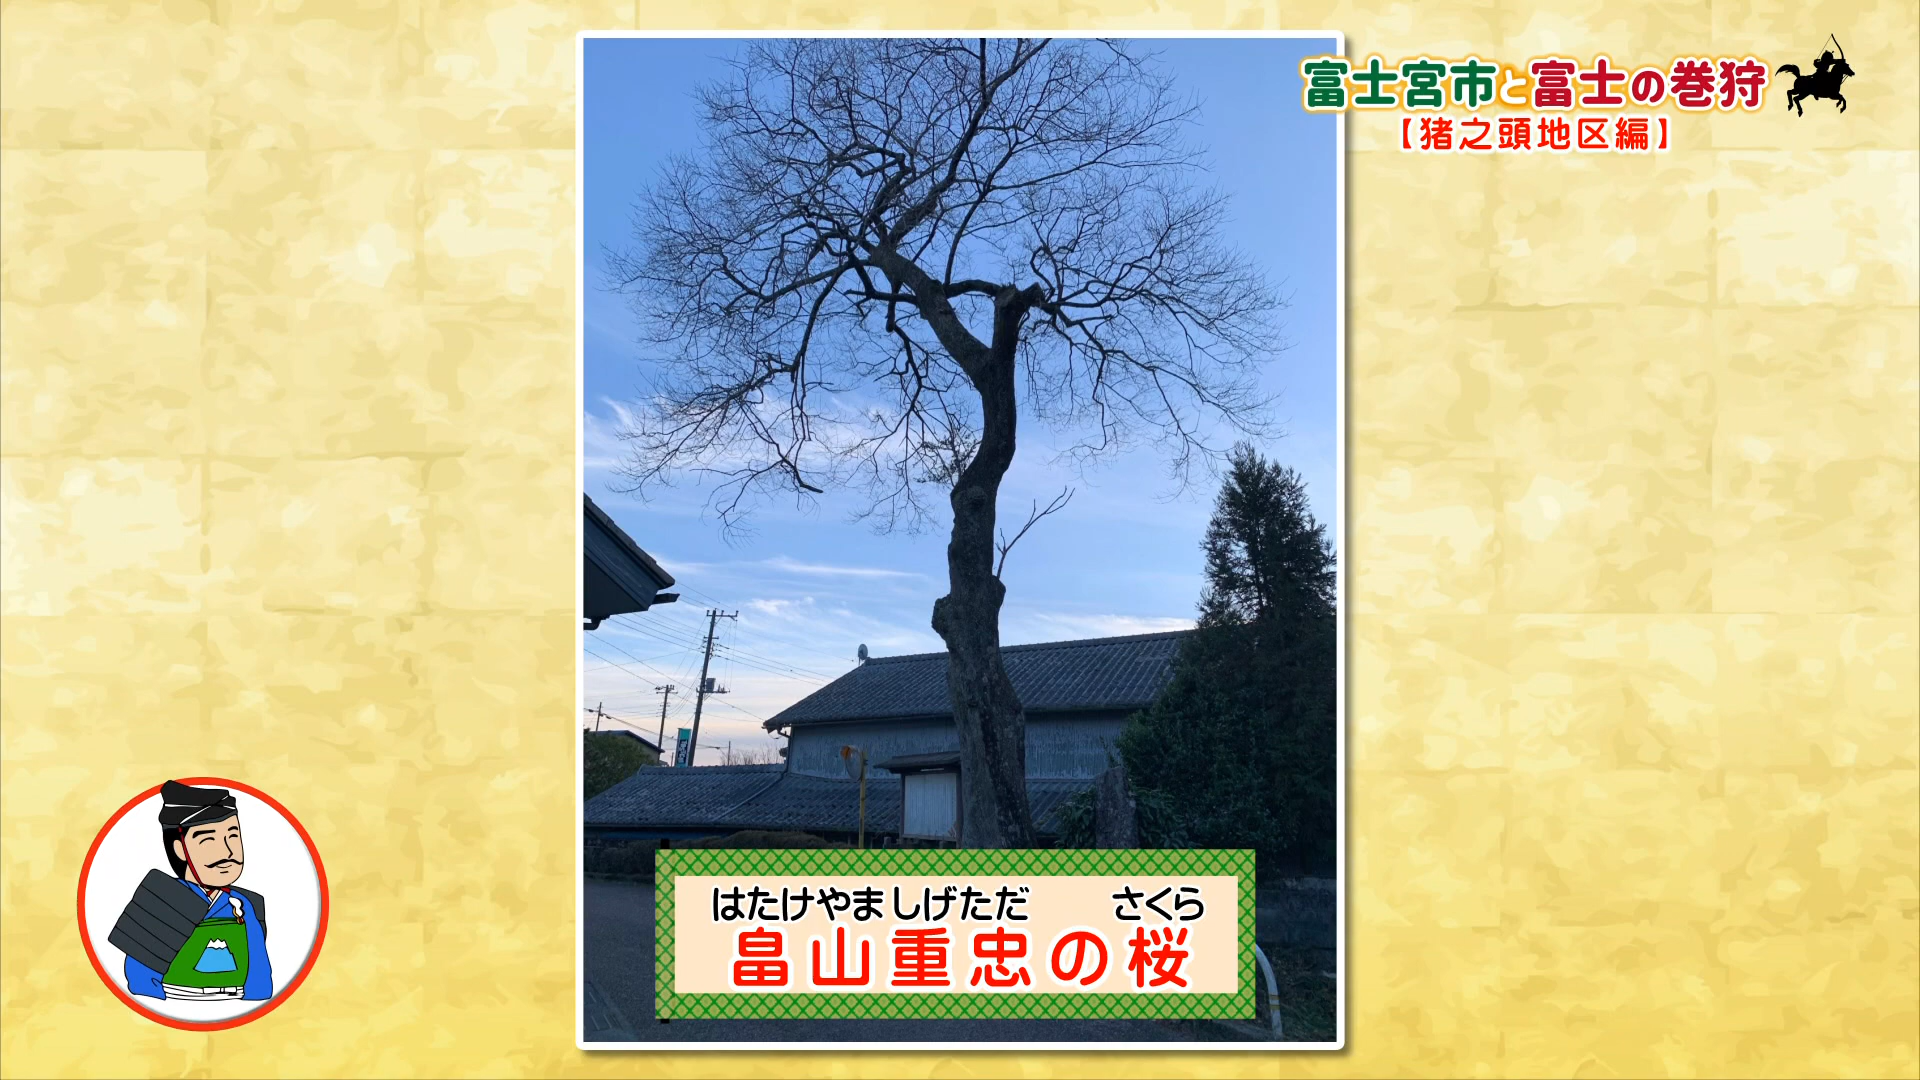 富士宮市と富士の巻狩
【猪之頭地区編】
はたけやましげただ さくら
畠山重忠の桜